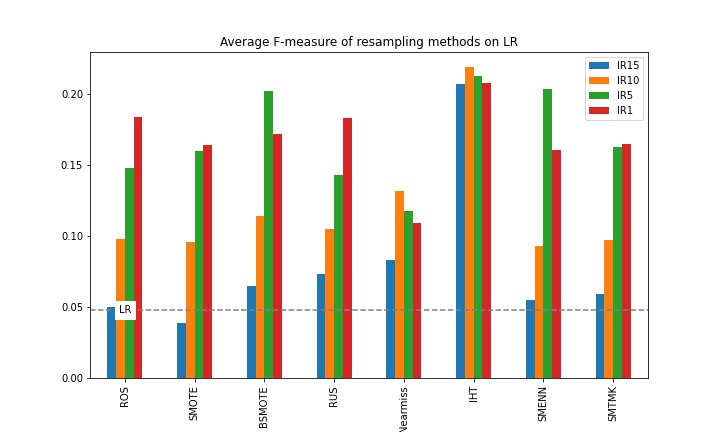 Average F-measure of resampling methods on LR
IR15
IR10
IR5
IR1
0.20
0.15
0.10
0.05
0.00
LR
ROS
SMOTE
BSMOTE
RUS
Nearmiss
IHT
SMENN
SMTMK